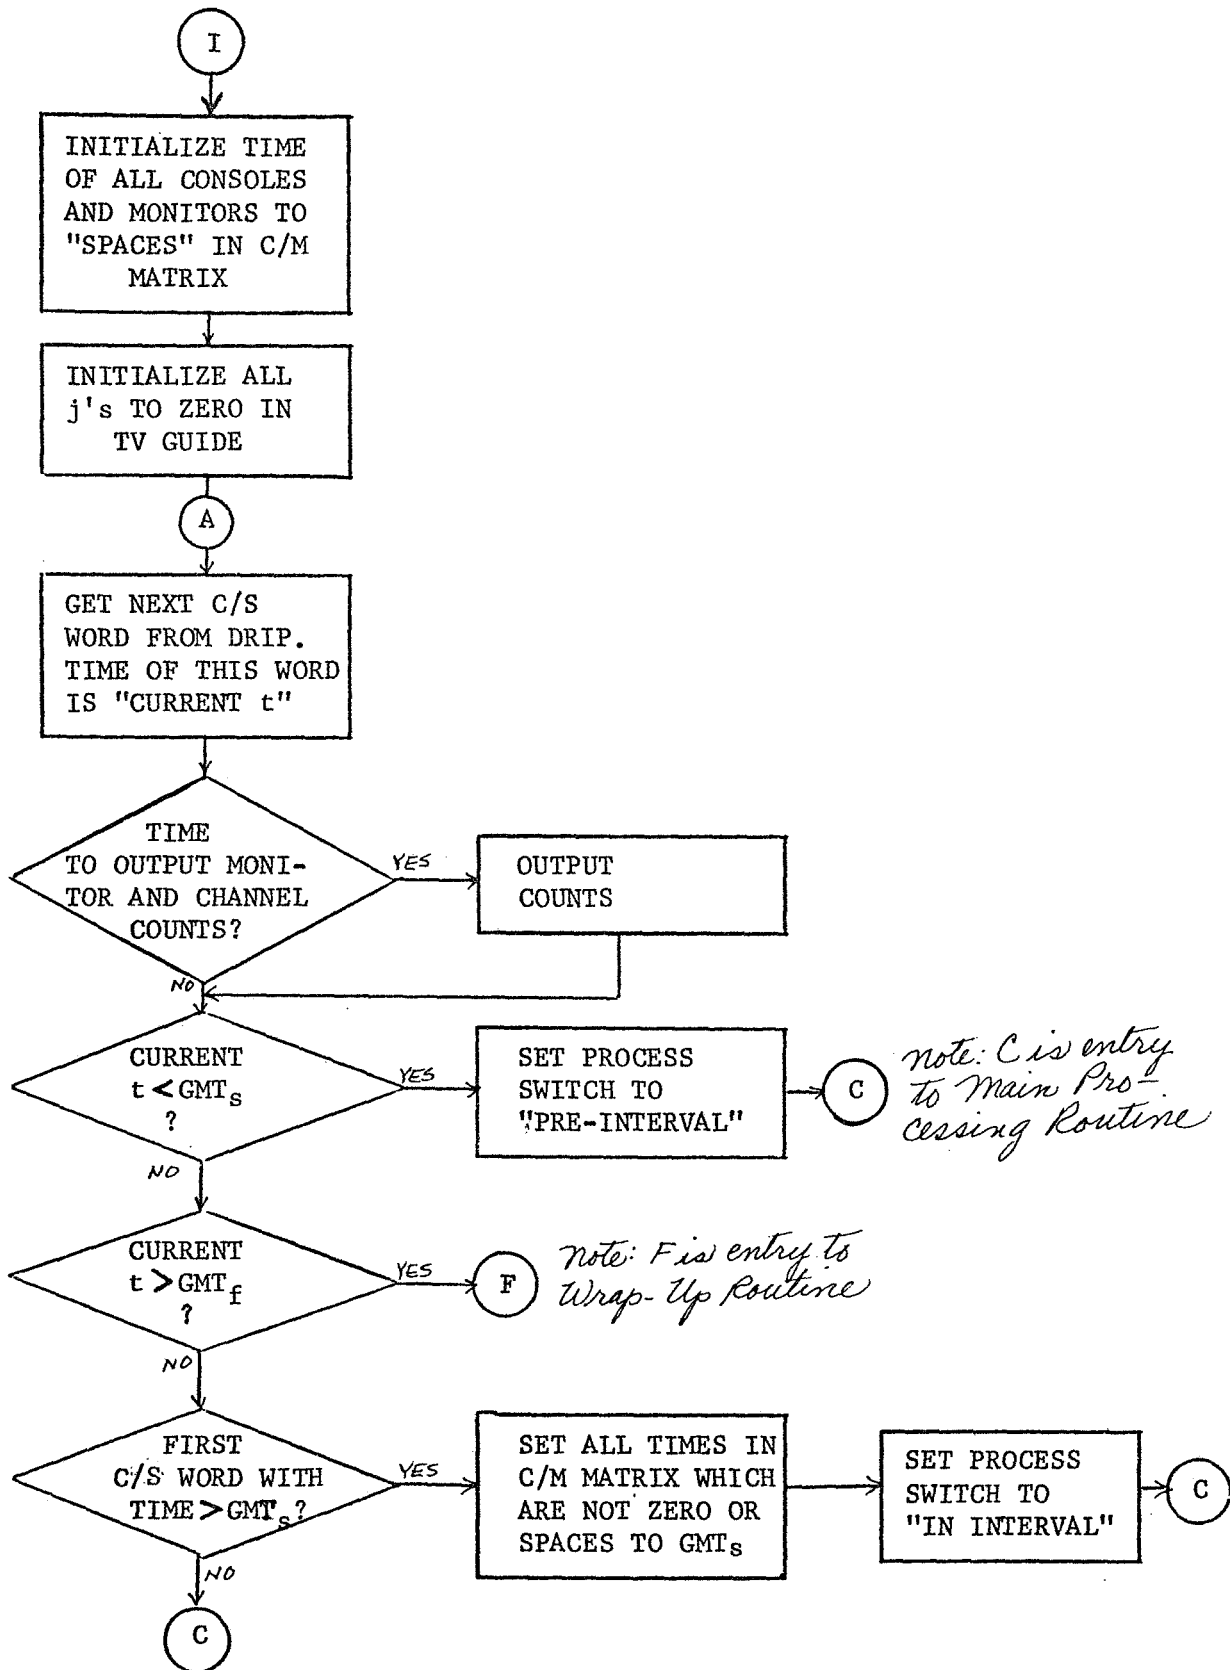 I
INITIALIZE TIME
OF ALL CONSOLES
AND MONITORS TO
"SPACES" IN C/M
MATRIX
INITIALIZE ALL
j's TO ZERO IN
TV GUIDE
A
GET NEXT C/S
WORD FROM DRIP.
TIME OF THIS WORD
IS "CURRENT t"
TIME
TO OUTPUT MONI-
TOR AND CHANNEL
COUNTS?
YES
OUTPUT
COUNTS
NO
CURRENT
t<GMTs
?
YES
SET PROCESS
SWITCH TO
"PRE-INTERVAL"
C
Note: C is entry
to Main Pro-
cessing Routine
NO
CURRENT
t>GMTf
?
YES
F
Note: F is entry to
Wrap-Up Routine
NO
FIRST
C/S WORD WITH
TIME>GMTs?
YES
SET ALL TIMES IN
C/M MATRIX WHICH
ARE NOT ZERO OR
SPACES TO GMTs
SET PROCESS
SWITCH TO
"IN INTERVAL"
C
NO
C